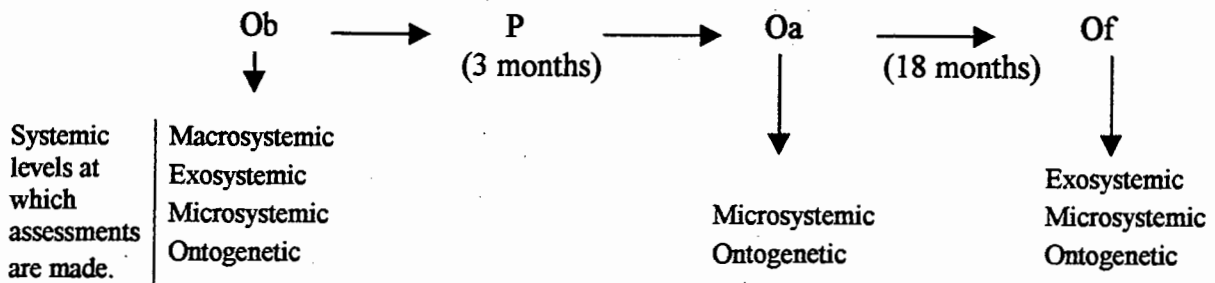 Ob P Oa Of
(3 months) (18 months)
Systemic
levels at
which
assessments
are made.
Macrosystemic
Exosystemic
Microsystemic
Ontogenetic
Microsystemic
Ontogenetic
Exosystemic
Microsystemic
Ontogenetic